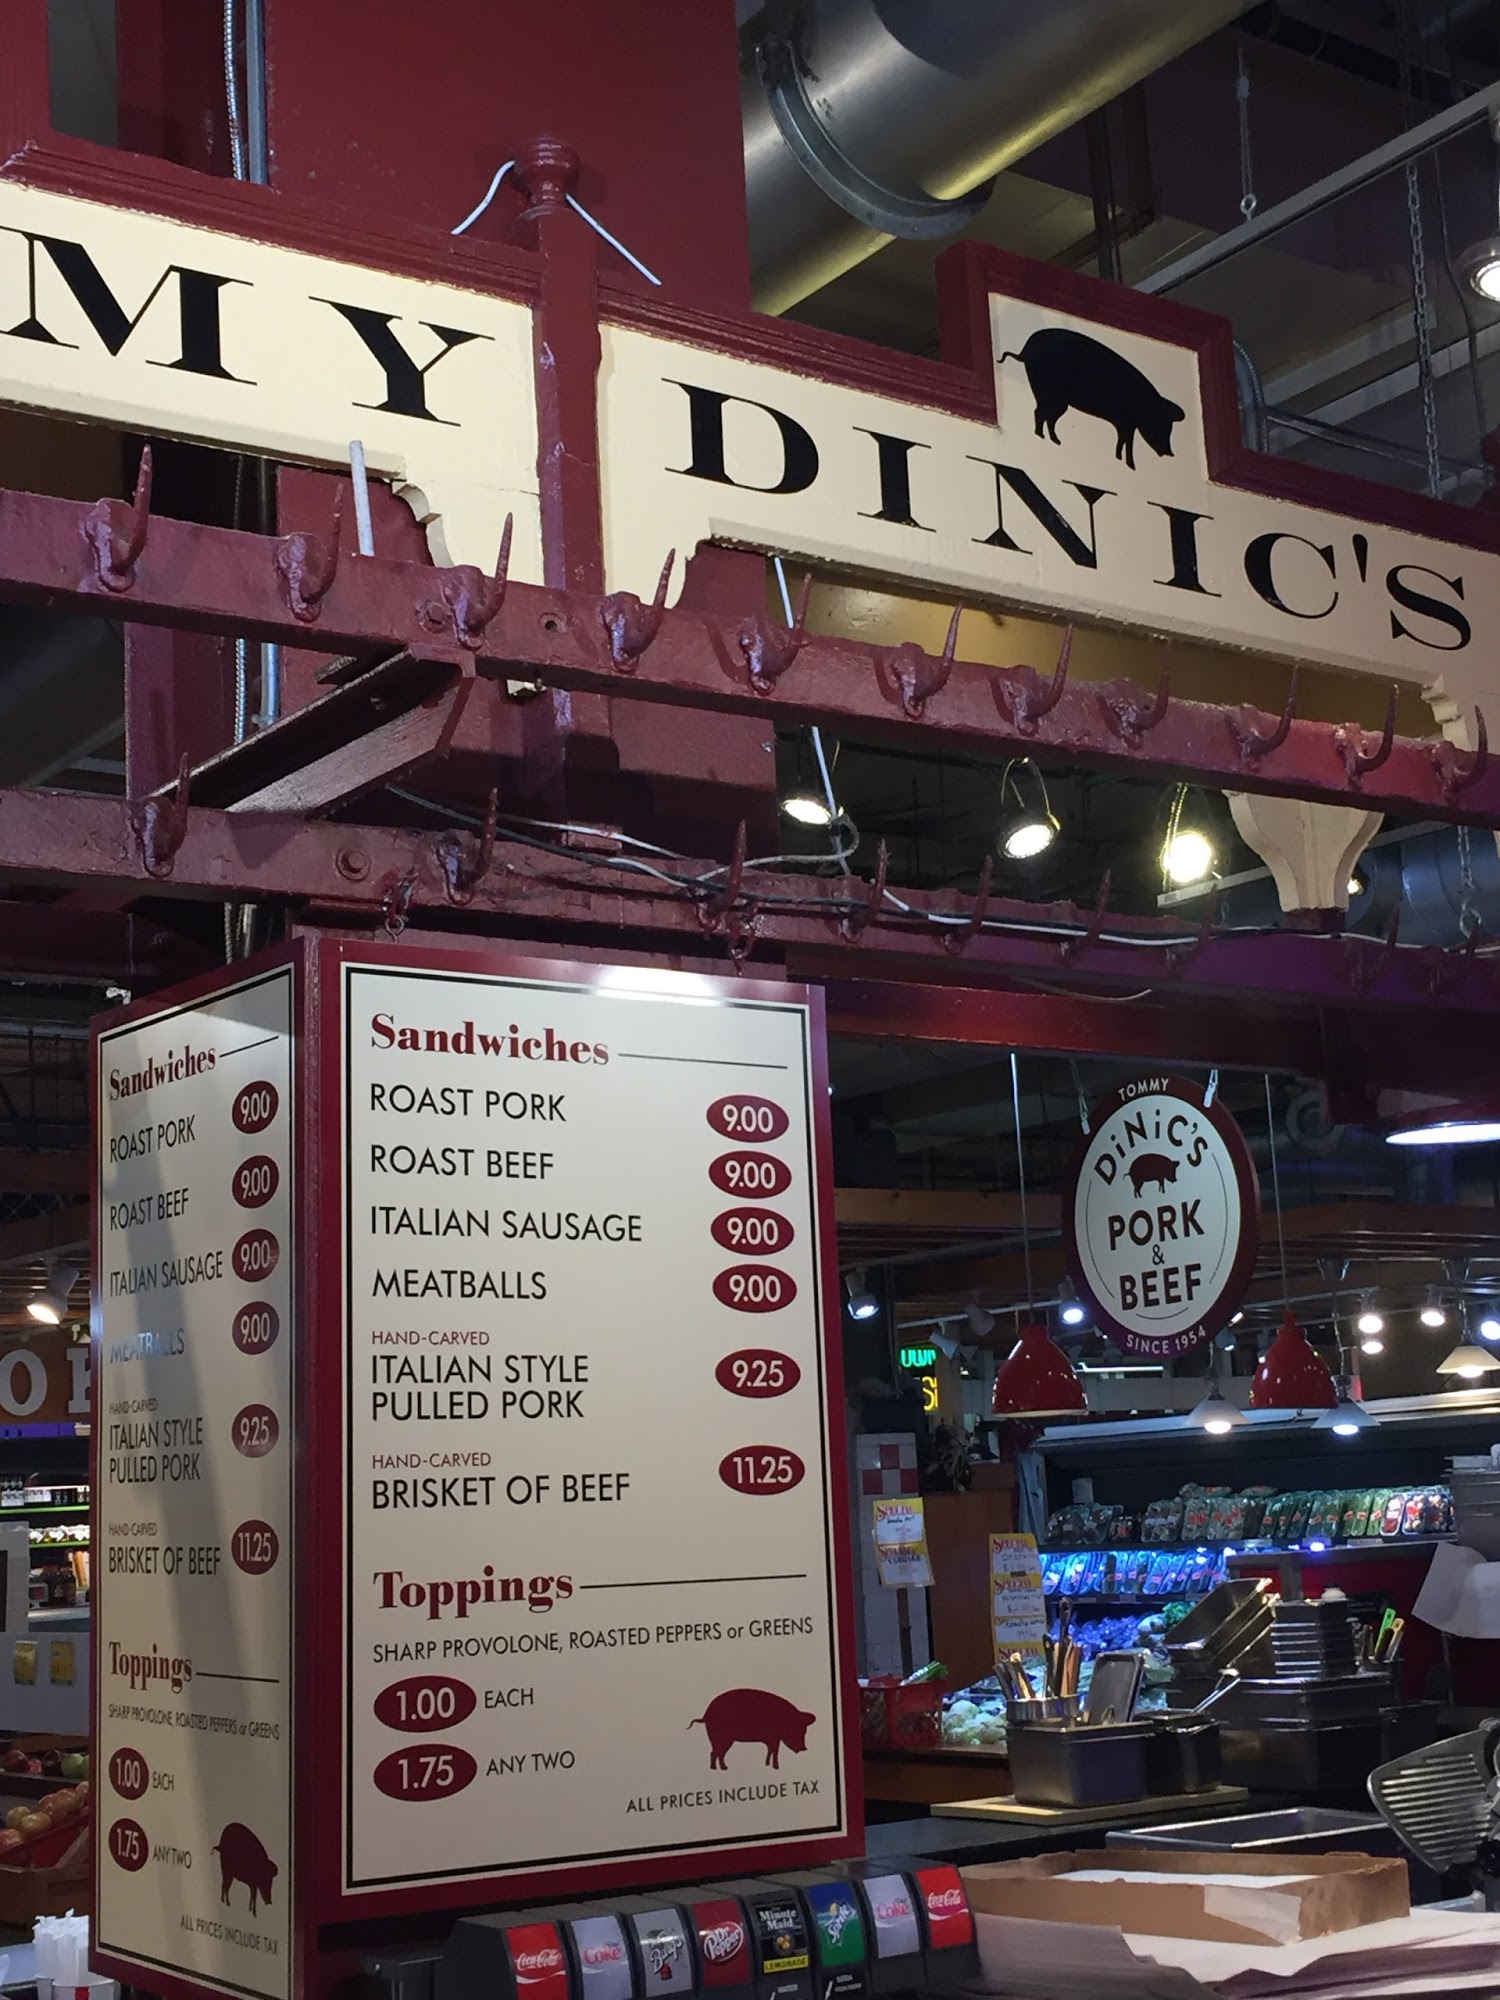 MY DINIC'S
Sandwiches
ROAST PORK 9.00
ROAST BEEF 9.00
ITALIAN SAUSAGE 9.00
MEATBALLS 9.00
HAND-CARVED
ITALIAN STYLE
PULLED PORK 9.25
HAND-CARVED
BRISKET OF BEEF 11.25
Toppings
SHARP PROVOLONE, ROASTED PEPPERS or GREENS
1.00 EACH
1.75 ANY TWO
ALL PRICES INCLUDE TAX
Sandwiches
ROAST PORK 9.00
ROAST BEEF 9.00
ITALIAN SAUSAGE 9.00
MEATBALLS 9.00
HAND-CARVED
ITALIAN STYLE
PULLED PORK 9.25
HAND-CARVED
BRISKET OF BEEF 11.25
Toppings
SHARP PROVOLONE, ROASTED PEPPERS or GREENS
1.00 EACH
1.75 ANY TWO
ALL PRICES INCLUDE TAX
TOMMY
DiNiC'S
PORK
&
BEEF
SINCE 1954
SPECIAL
SPECIAL
SPECIAL
SPECIAL
Coca-Cola
Coke
Barq's
Dr Pepper
Minute Maid
LEMONADE
Sprite
Coke
Coca-Cola